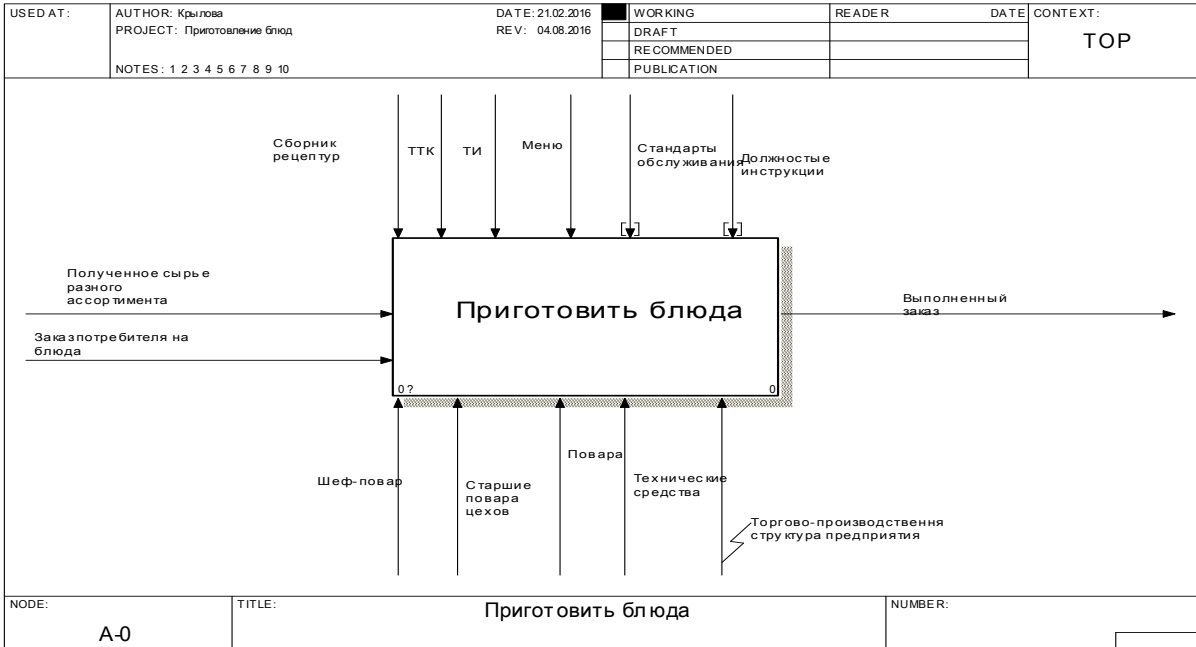 USED AT:
AUTHOR: Крылова
DATE: 21.02.2016
PROJECT: Приготовление блюд
REV: 04.08.2016
NOTES: 1 2 3 4 5 6 7 8 9 10
WORKING
DRAFT
RECOMMENDED
PUBLICATION
READER
DATE
CONTEXT:
TOP
Сборник
рецептур
ТТК
ТИ
Меню
Стандарты
обслуживания
Должностые
инструкции
Полученное сырье
разного
ассортимента
Заказ потребителя на
блюда
Приготовить блюда
0 ?
0
Выполненный
заказ
Шеф-повар
Старшие
повара
цехов
Повара
Технические
средства
Торгово-производствення
структура предприятия
NODE:
A-0
TITLE:
Приготовить блюда
NUMBER: